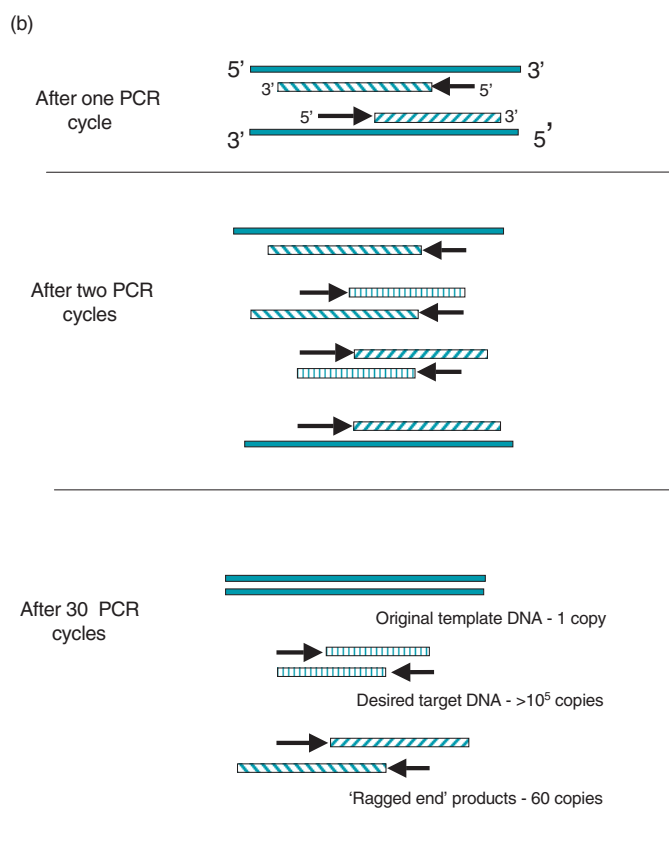 (b)
5’ 3’
3’ 5’
After one PCR
cycle
5’ 3’
3’ 5’
After two PCR
cycles
After 30 PCR
cycles
Original template DNA - 1 copy
Desired target DNA - >10⁵ copies
‘Ragged end’ products - 60 copies